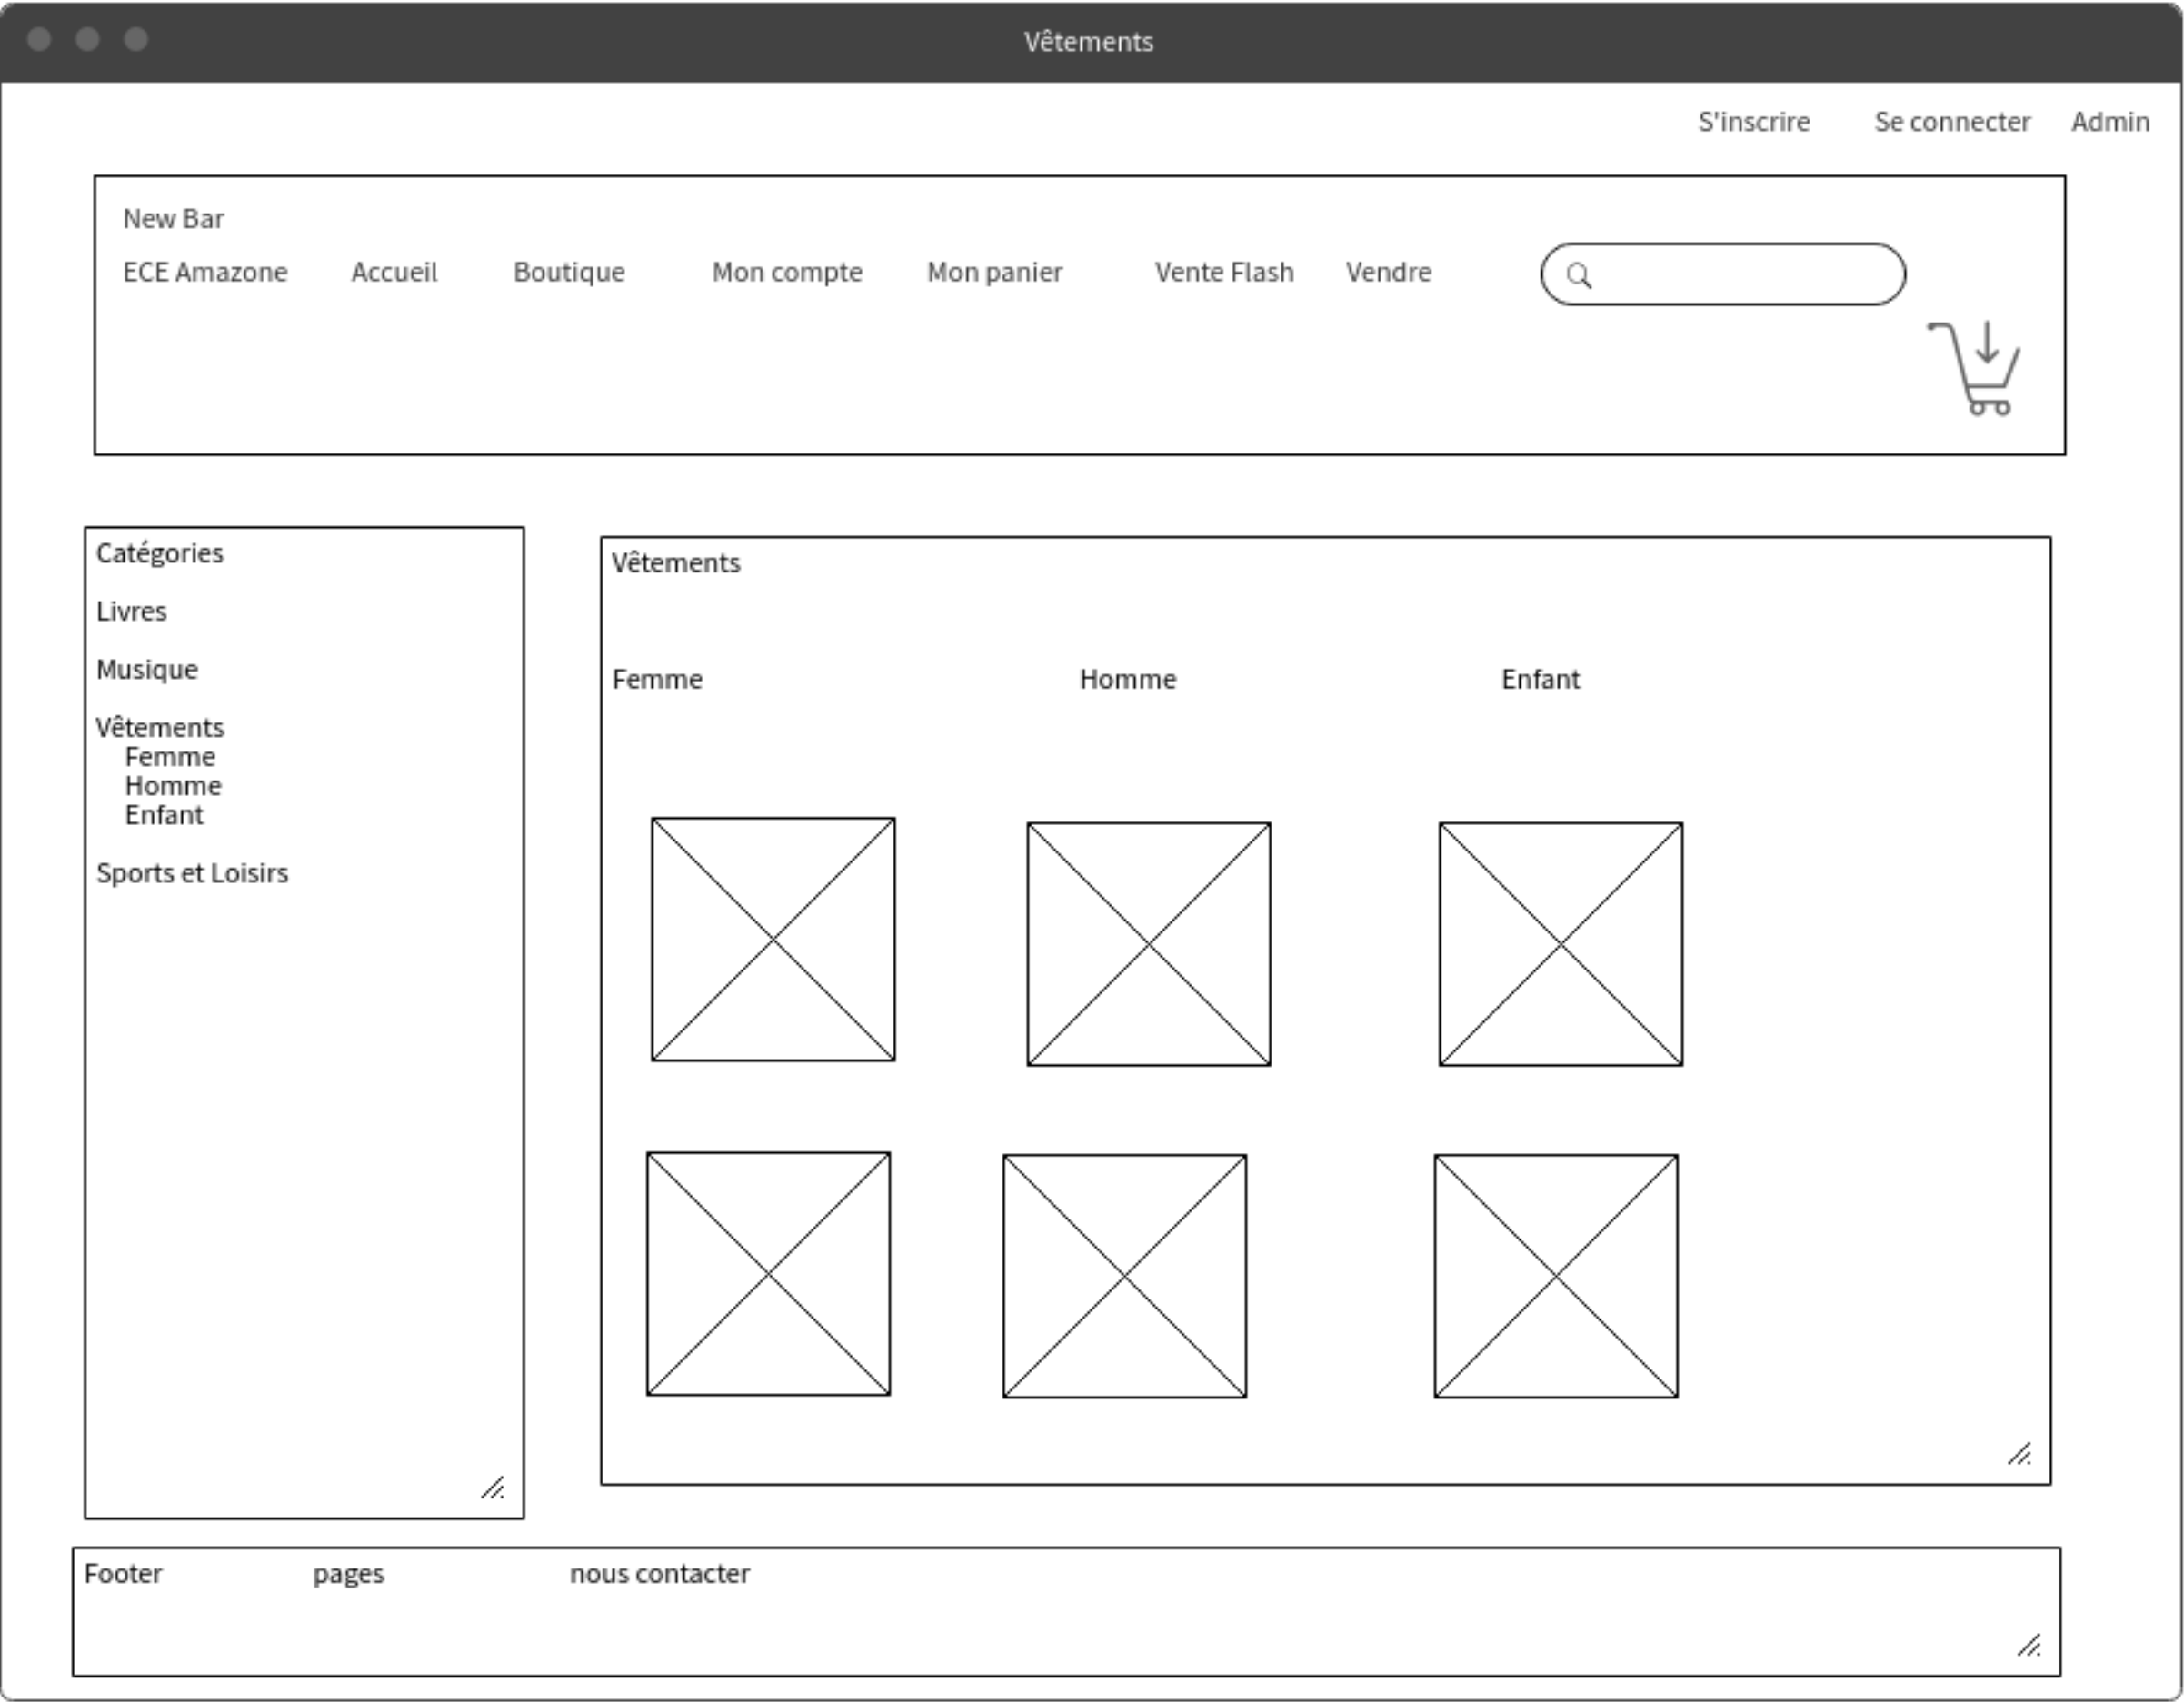 Vêtements
S'inscrire Se connecter Admin
New Bar
ECE Amazone Accueil Boutique Mon compte Mon panier Vente Flash Vendre
Catégories
Livres
Musique
Vêtements
Femme
Homme
Enfant
Sports et Loisirs
Vêtements
Femme Homme Enfant
Footer pages nous contacter